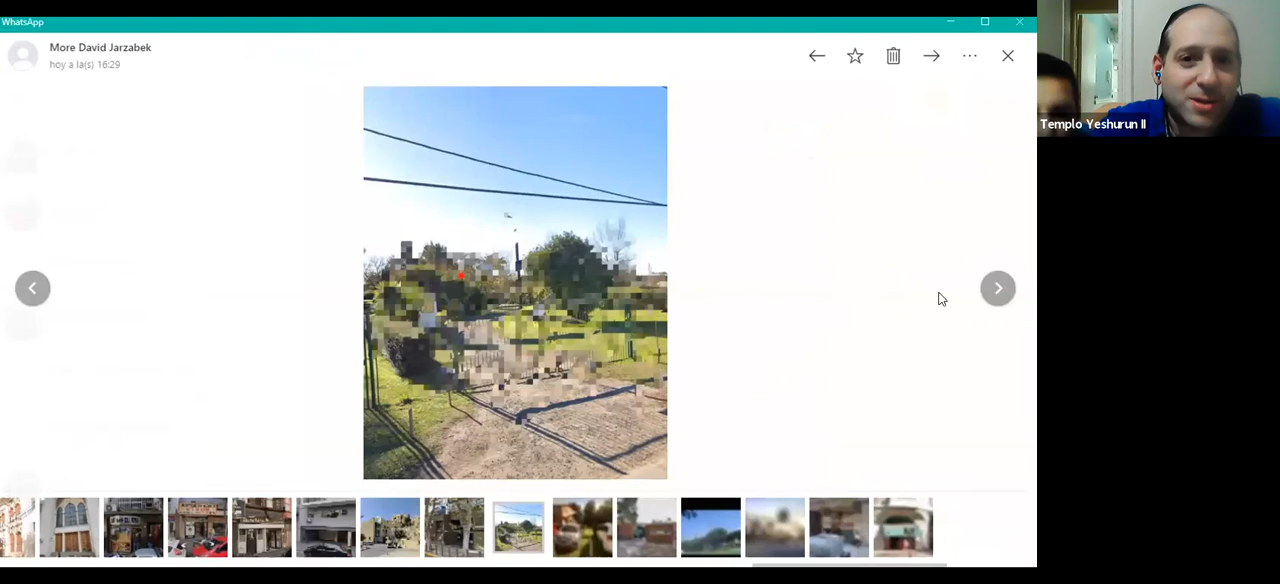 WhatsApp
More David Jarzabek
hoy a la(s) 16:29
Templo Yeshurun II